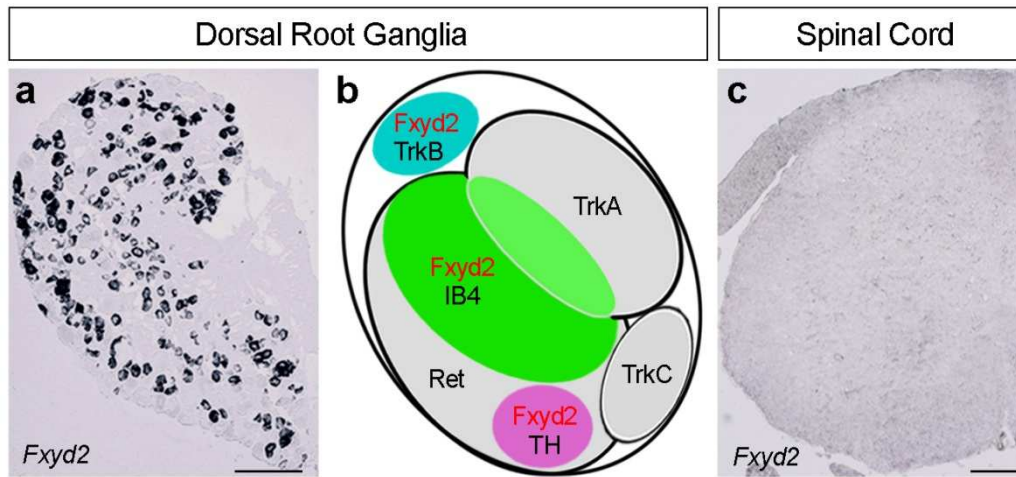 Dorsal Root Ganglia
Spinal Cord
a
b
c
Fxyd2
TrkB
TrkA
Fxyd2
IB4
Ret
TrkC
Fxyd2
TH
Fxyd2
Fxyd2